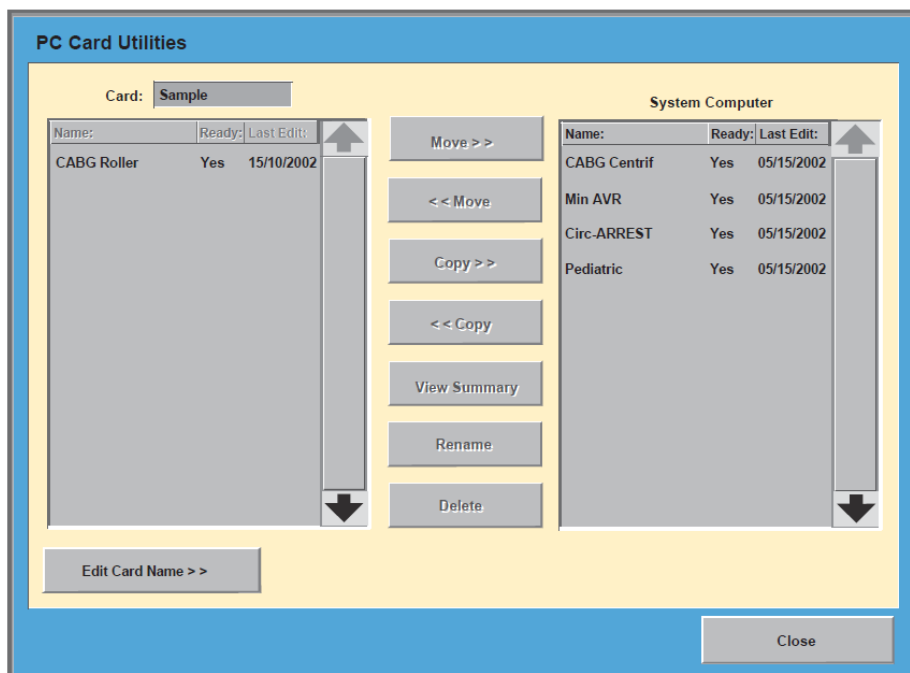 PC Card Utilities
Card: Sample
System Computer
Name: Ready: Last Edit:
CABG Roller Yes 15/10/2002
Move > >
< < Move
Copy > >
< < Copy
View Summary
Rename
Delete
Name: Ready: Last Edit:
CABG Centrif Yes 05/15/2002
Min AVR Yes 05/15/2002
Circ-ARREST Yes 05/15/2002
Pediatric Yes 05/15/2002
Edit Card Name > >
Close